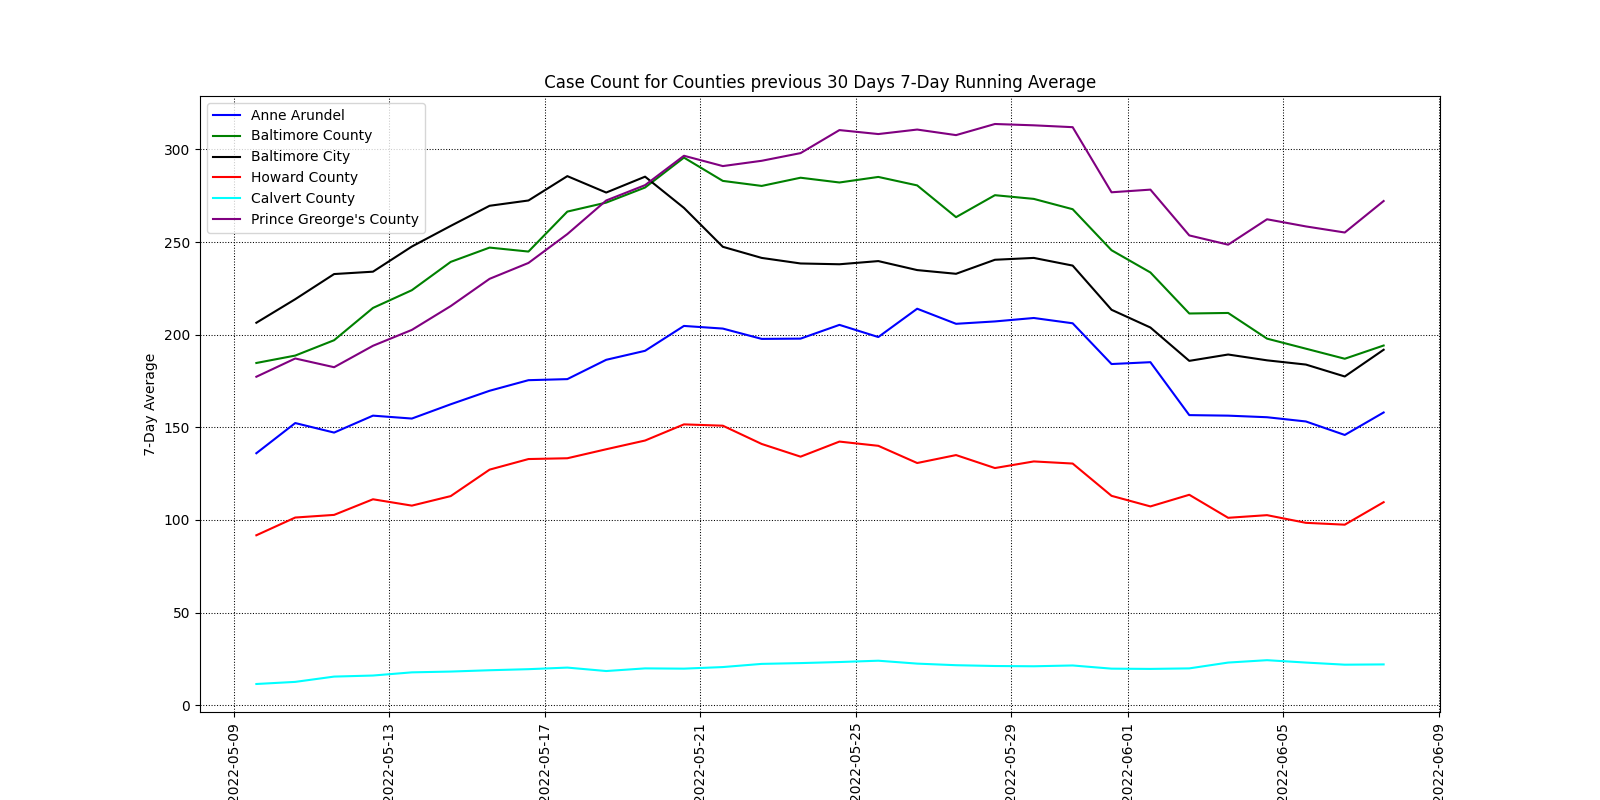 Case Count for Counties previous 30 Days 7-Day Running Average
Anne Arundel
Baltimore County
Baltimore City
Howard County
Calvert County
Prince Greorge's County
300
250
200
150
100
50
0
7-Day Average
2022-05-09
2022-05-13
2022-05-17
2022-05-21
2022-05-25
2022-05-29
2022-06-01
2022-06-05
2022-06-09